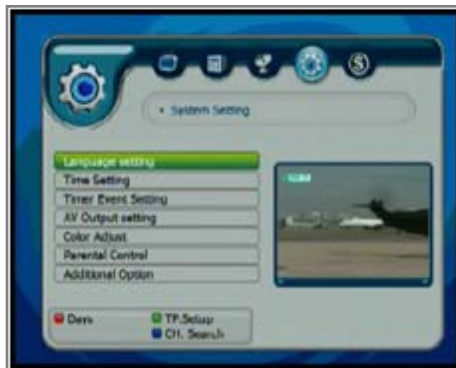 System Setting
Language setting
Time Setting
Timer Event Setting
AV Output setting
Color Adjust
Parental Control
Additional Option
TP.Setup
CH. Search